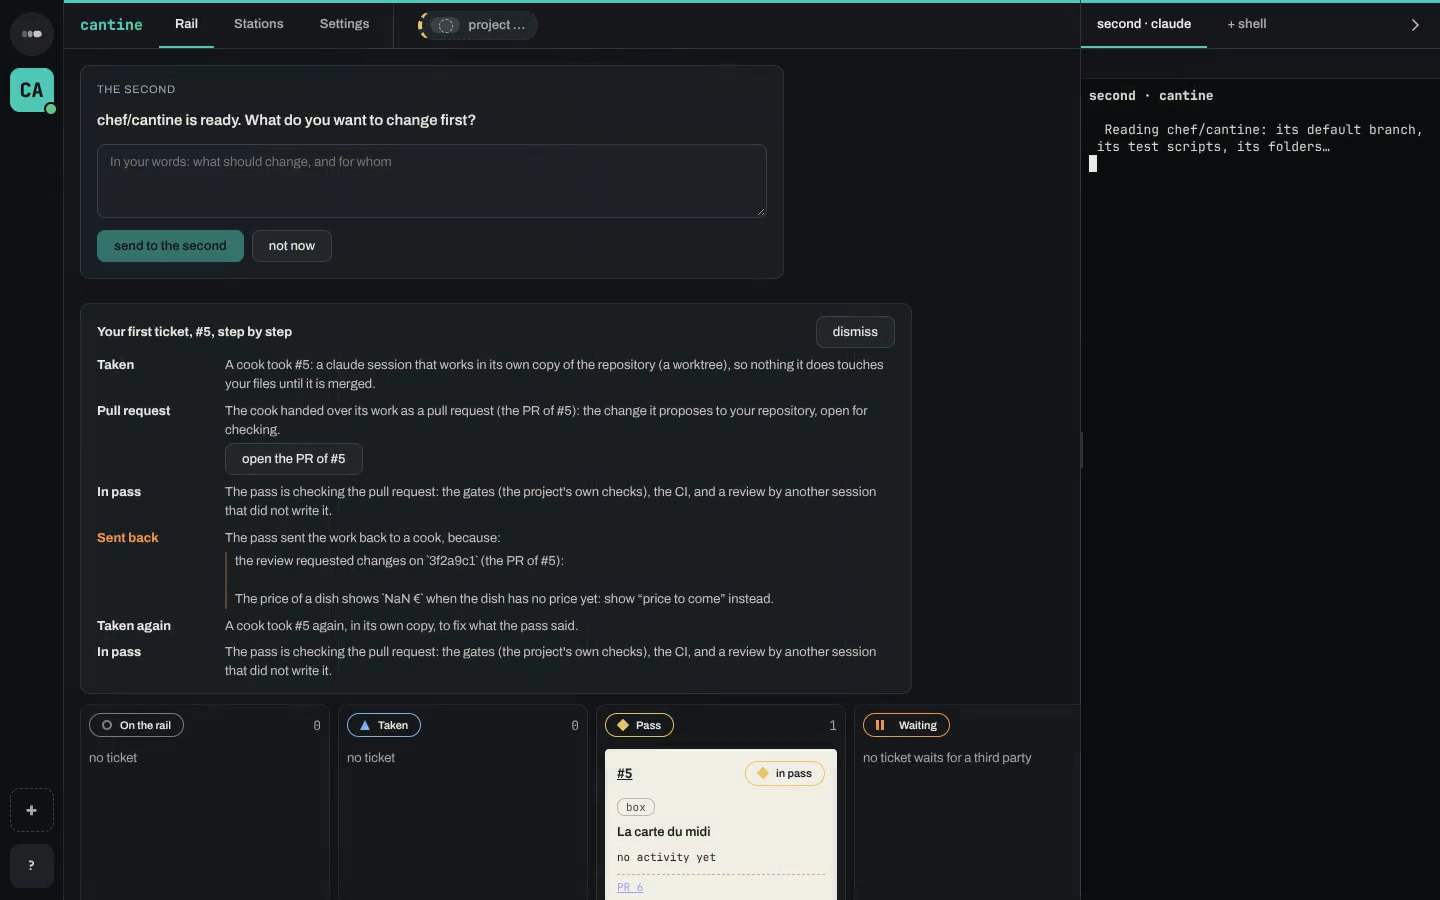 cantine
Rail
Stations
Settings
project ...
second · claude
+ shell
CA
THE SECOND
chef/cantine is ready. What do you want to change first?
In your words: what should change, and for whom
send to the second
not now
Your first ticket, #5, step by step
dismiss
Taken
A cook took #5: a claude session that works in its own copy of the repository (a worktree), so nothing it does touches
your files until it is merged.
Pull request
The cook handed over its work as a pull request (the PR of #5): the change it proposes to your repository, open for
checking.
open the PR of #5
In pass
The pass is checking the pull request: the gates (the project's own checks), the CI, and a review by another session
that did not write it.
Sent back
The pass sent the work back to a cook, because:
the review requested changes on `3f2a9c1` (the PR of #5):
The price of a dish shows `NaN €` when the dish has no price yet: show “price to come” instead.
Taken again
A cook took #5 again, in its own copy, to fix what the pass said.
In pass
The pass is checking the pull request: the gates (the project's own checks), the CI, and a review by another session
that did not write it.
On the rail
0
no ticket
Taken
0
no ticket
Pass
1
#5
in pass
box
La carte du midi
no activity yet
PR 6
Waiting
no ticket waits for a third party
second · cantine
Reading chef/cantine: its default branch,
its test scripts, its folders…
+
?